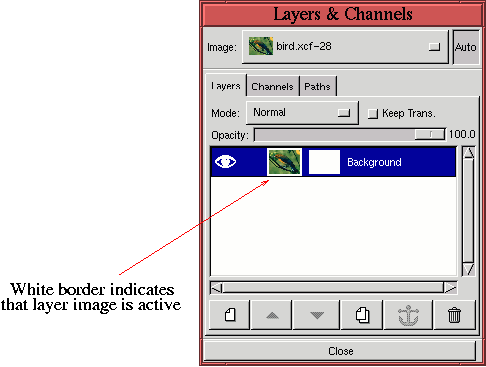 Layers & Channels
Image: bird.xcf-28 Auto
Layers Channels Paths
Mode: Normal Keep Trans.
Opacity: 100.0
Background
White border indicates
that layer image is active
Close